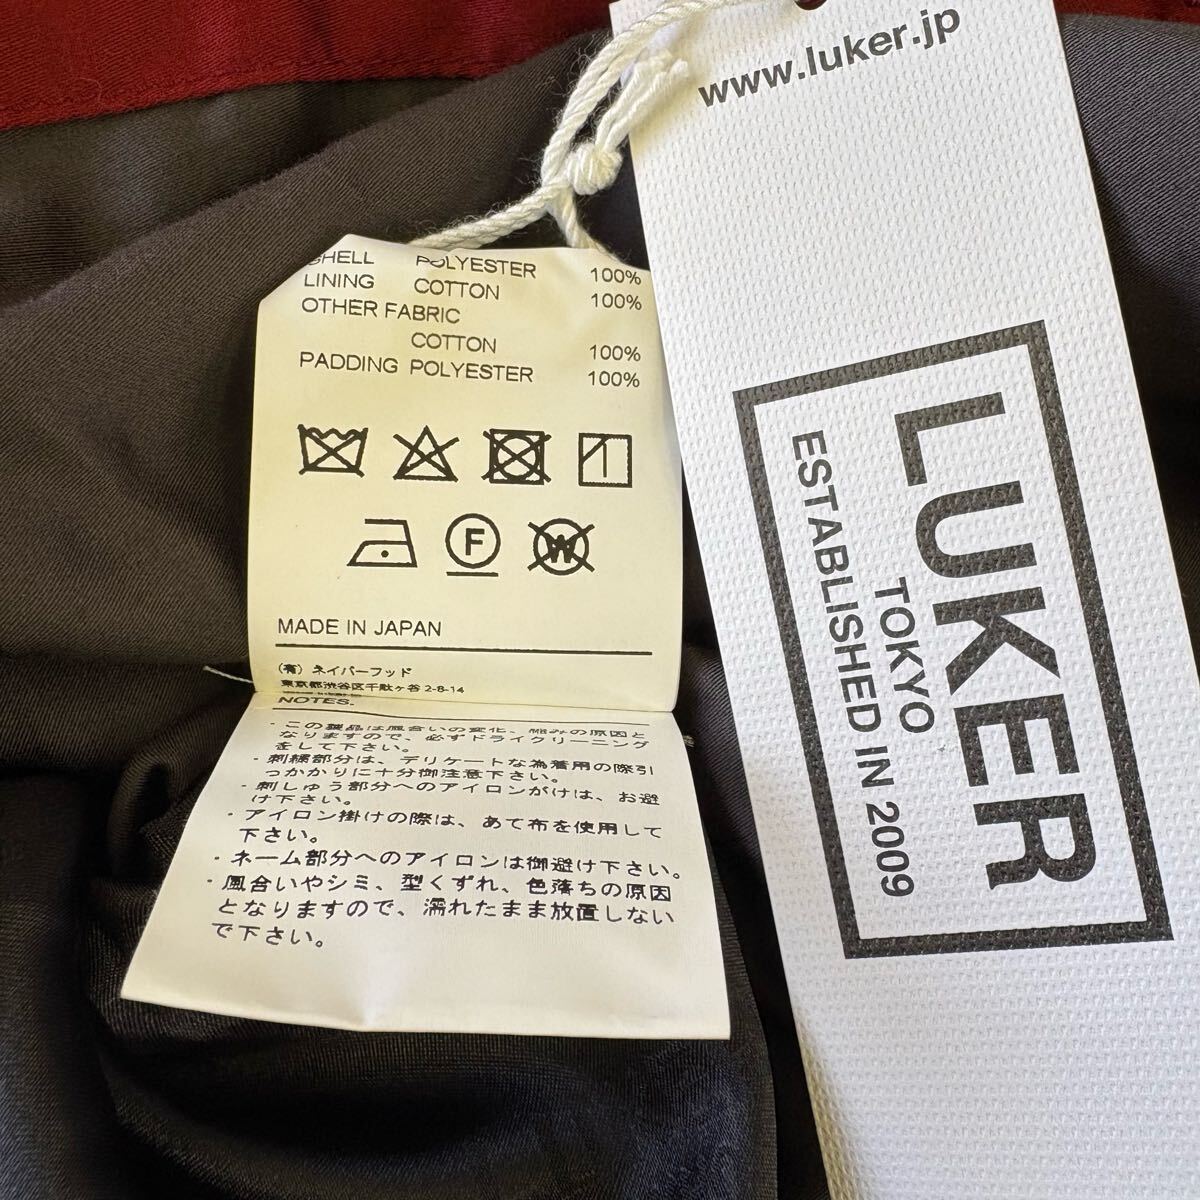 SHELL POLYESTER 100%
LINING COTTON 100%
OTHER FABRIC
COTTON 100%
PADDING POLYESTER 100%
F
W
MADE IN JAPAN
(有) ネイバーフッド
東京都渋谷区千駄ヶ谷 2-8-14
NOTES.
・この製品は風合いの変化、縮みの原因と
なりますので、必ずドライクリーニング
をして下さい。
・刺繍部分は、デリケートな為着用の際引
っかかりに十分御注意下さい。
・刺しゅう部分へのアイロンがけは、お避
け下さい。
・アイロン掛けの際は、あて布を使用して
下さい。
・ネーム部分へのアイロンは御避け下さい。
・風合いやシミ、型くずれ、色落ちの原因
となりますので、濡れたまま放置しない
で下さい。
www.luker.jp
LUKER
TOKYO
ESTABLISHED IN 2009